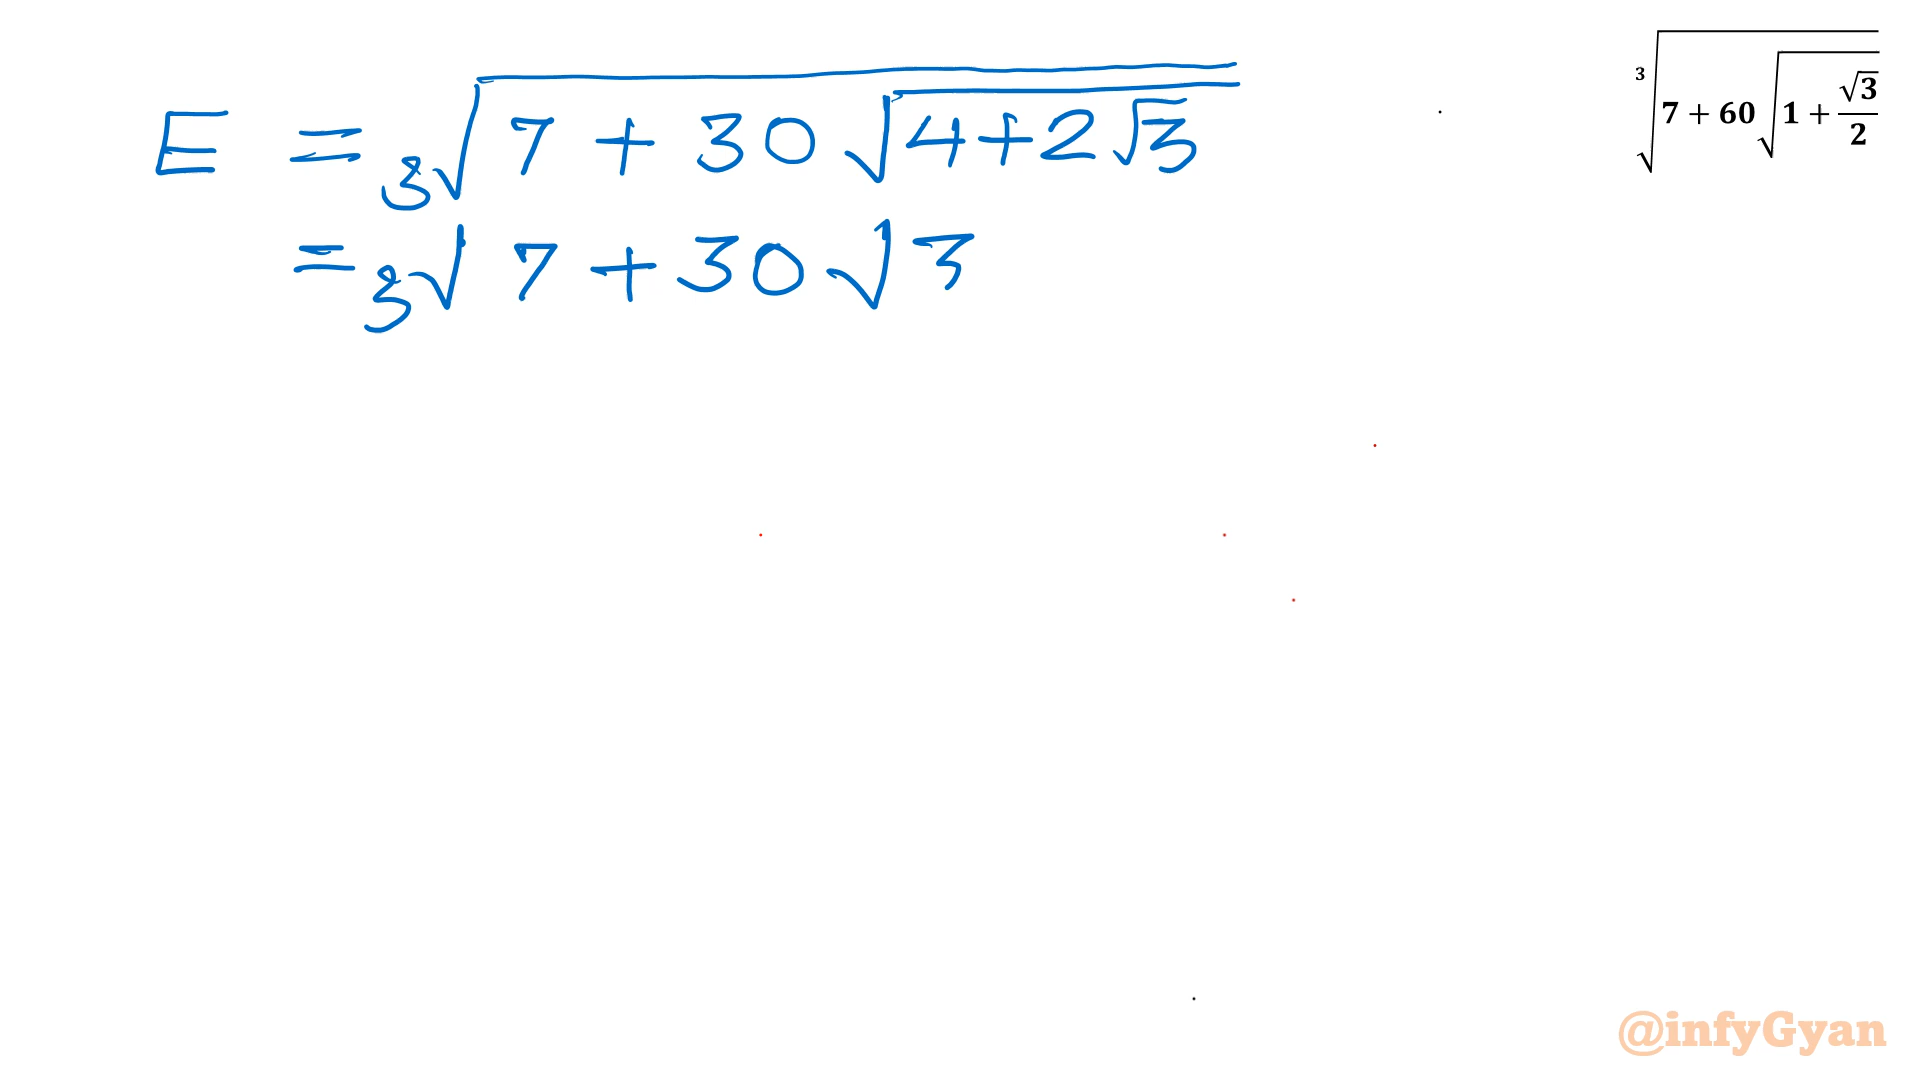 E = ∛(7 + 30√(4+2√3))
= ∛7 + 30√3
∛(7 + 60√(1 + √3/2))
@infyGyan